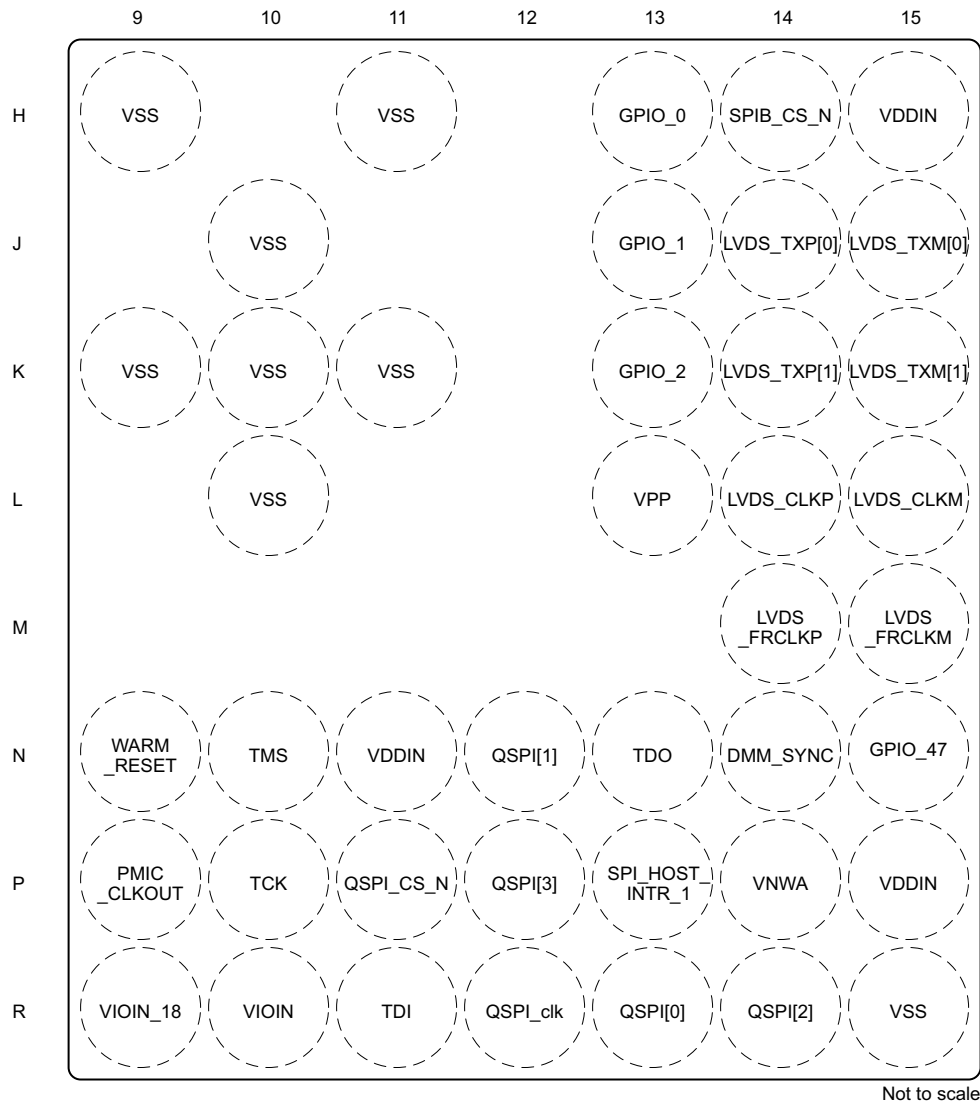 9 10 11 12 13 14 15
H VSS VSS GPIO_0 SPIB_CS_N VDDIN
J VSS GPIO_1 LVDS_TXP[0] LVDS_TXM[0]
K VSS VSS VSS GPIO_2 LVDS_TXP[1] LVDS_TXM[1]
L VSS VPP LVDS_CLKP LVDS_CLKM
M LVDS LVDS
_FRCLKP _FRCLKM
N WARM TMS VDDIN QSPI[1] TDO DMM_SYNC GPIO_47
_RESET
P PMIC TCK QSPI_CS_N QSPI[3] SPI_HOST_ VNWA VDDIN
_CLKOUT INTR_1
R VIOIN_18 VIOIN TDI QSPI_clk QSPI[0] QSPI[2] VSS
Not to scale